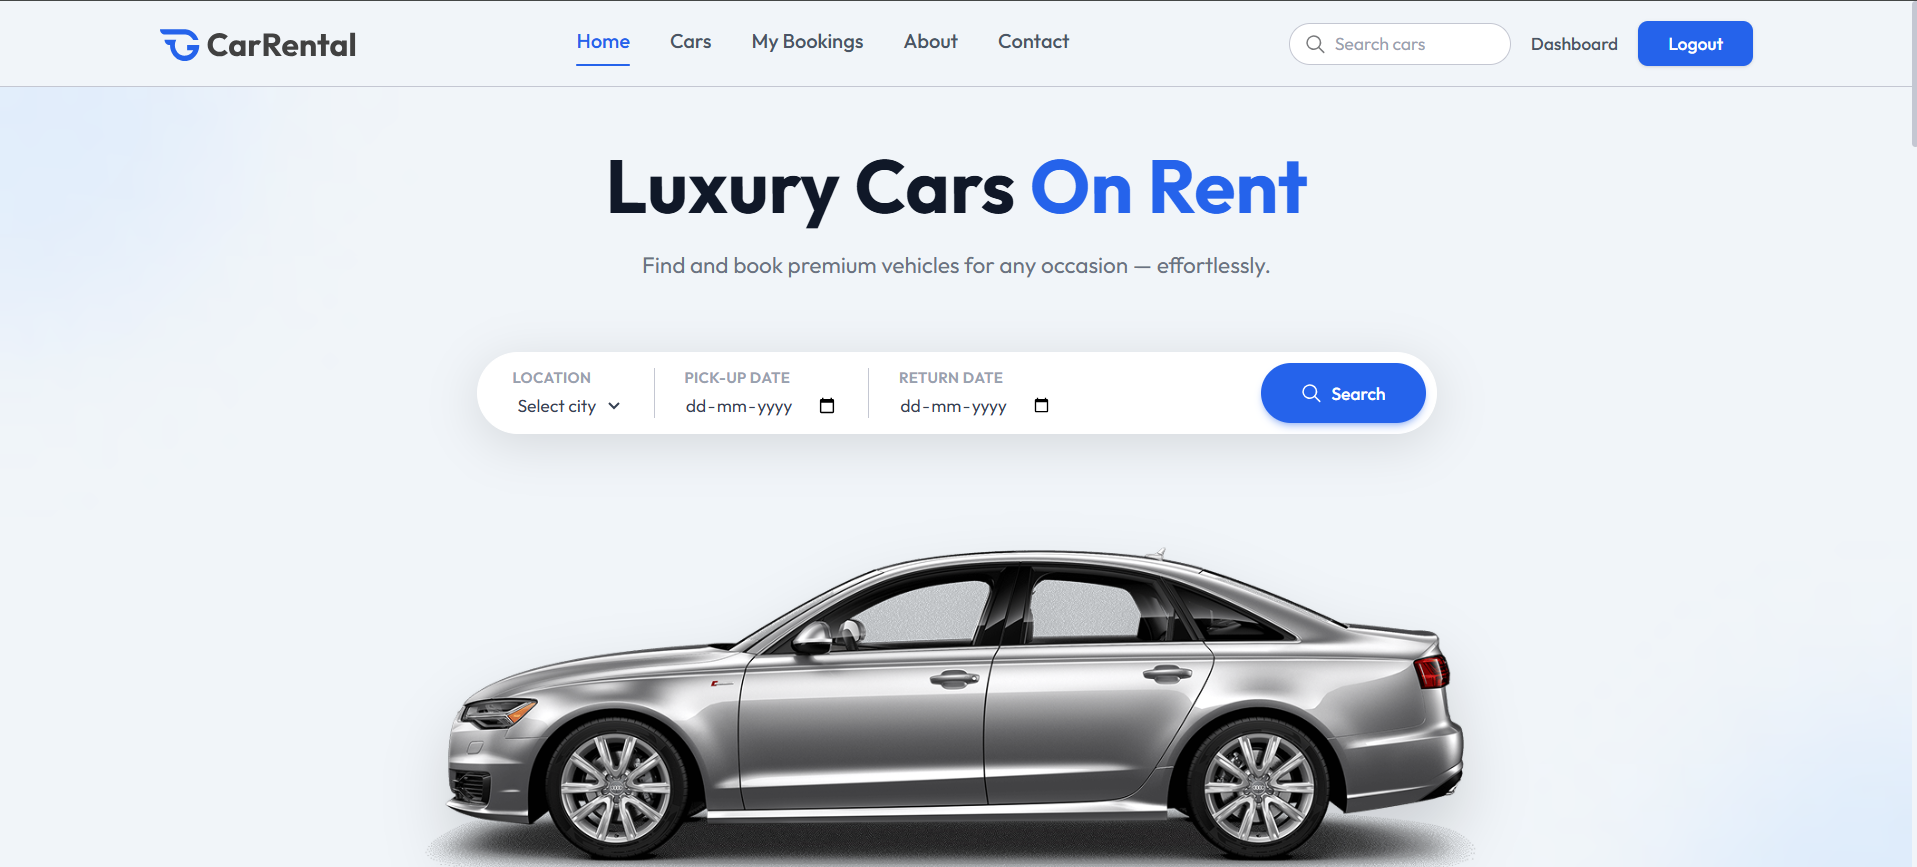 CarRental
Home Cars My Bookings About Contact
Search cars
Dashboard
Logout
Luxury Cars On Rent
Find and book premium vehicles for any occasion — effortlessly.
LOCATION PICK-UP DATE RETURN DATE
Select city dd-mm-yyyy dd-mm-yyyy
Search